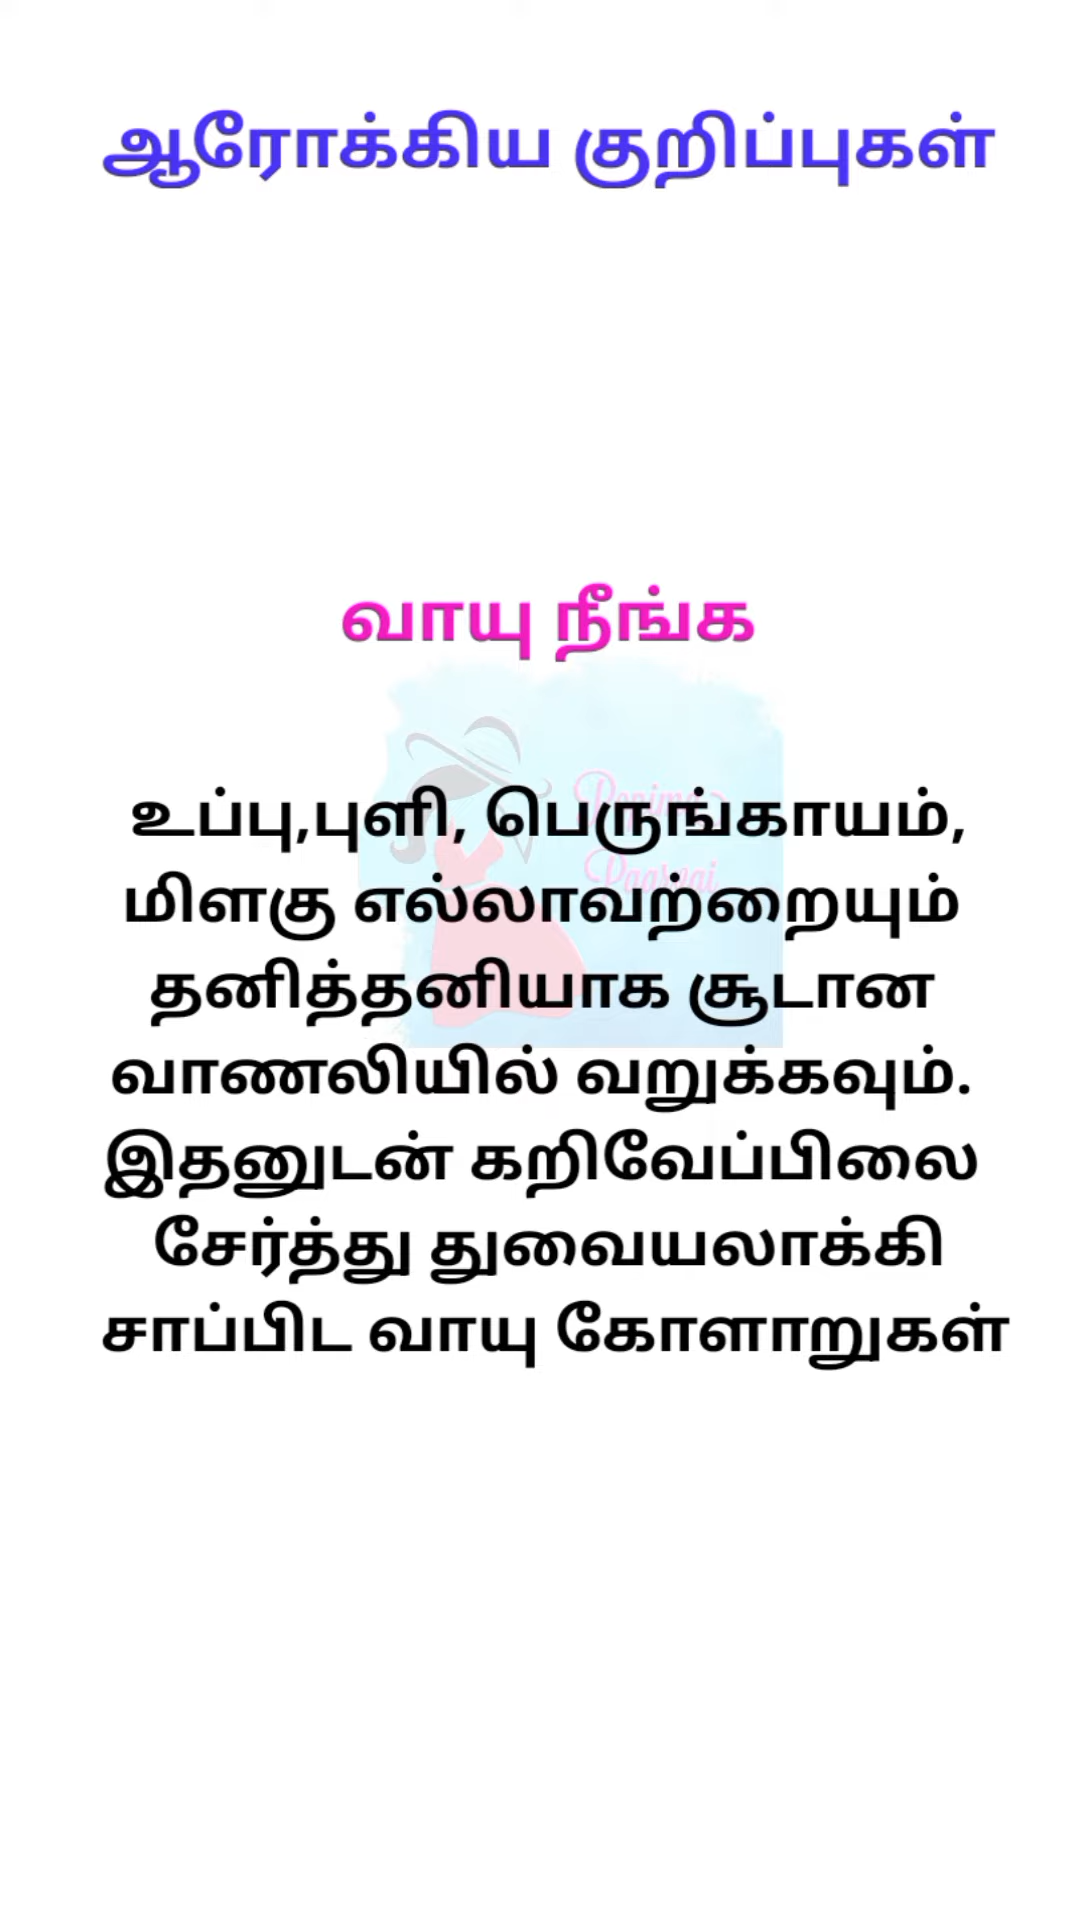 ஆரோக்கிய குறிப்புகள்
வாயு நீங்க
உப்பு,புளி, பெருங்காயம்,
மிளகு எல்லாவற்றையும்
தனித்தனியாக சூடான
வாணலியில் வறுக்கவும்.
இதனுடன் கறிவேப்பிலை
சேர்த்து துவையலாக்கி
சாப்பிட வாயு கோளாறுகள்